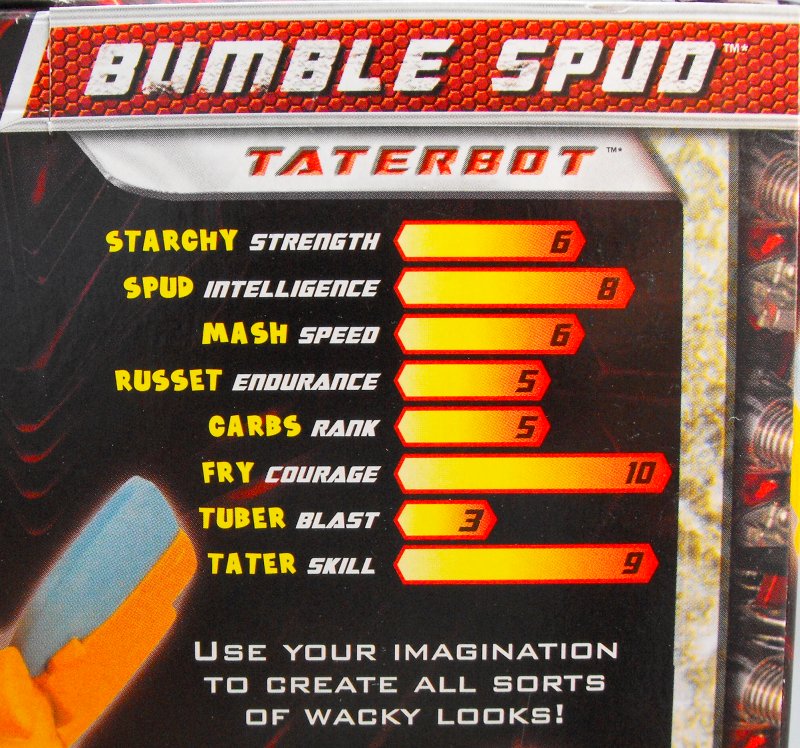 BUMBLE SPUD™*
TATERBOT™*
STARCHY STRENGTH 6
SPUD INTELLIGENCE 8
MASH SPEED 6
RUSSET ENDURANCE 5
CARBS RANK 5
FRY COURAGE 10
TUBER BLAST 3
TATER SKILL 9
USE YOUR IMAGINATION
TO CREATE ALL SORTS
OF WACKY LOOKS!